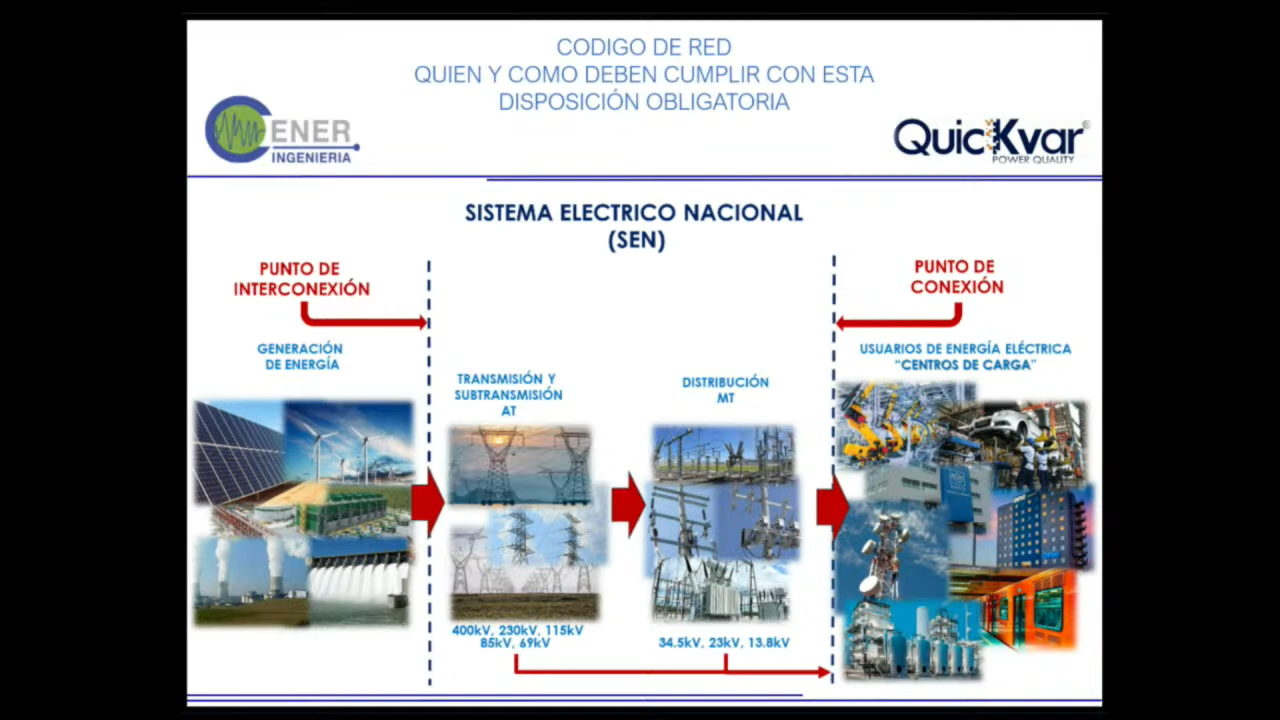 CODIGO DE RED
QUIEN Y COMO DEBEN CUMPLIR CON ESTA
DISPOSICIÓN OBLIGATORIA
CENER
INGENIERIA
QuicKvar®
POWER QUALITY
SISTEMA ELECTRICO NACIONAL
(SEN)
PUNTO DE
INTERCONEXIÓN
PUNTO DE
CONEXIÓN
GENERACIÓN
DE ENERGÍA
TRANSMISIÓN Y
SUBTRANSMISIÓN
AT
DISTRIBUCIÓN
MT
USUARIOS DE ENERGÍA ELÉCTRICA
“CENTROS DE CARGA”
400kV, 230kV, 115kV
85kV, 69kV
34.5kV, 23kV, 13.8kV